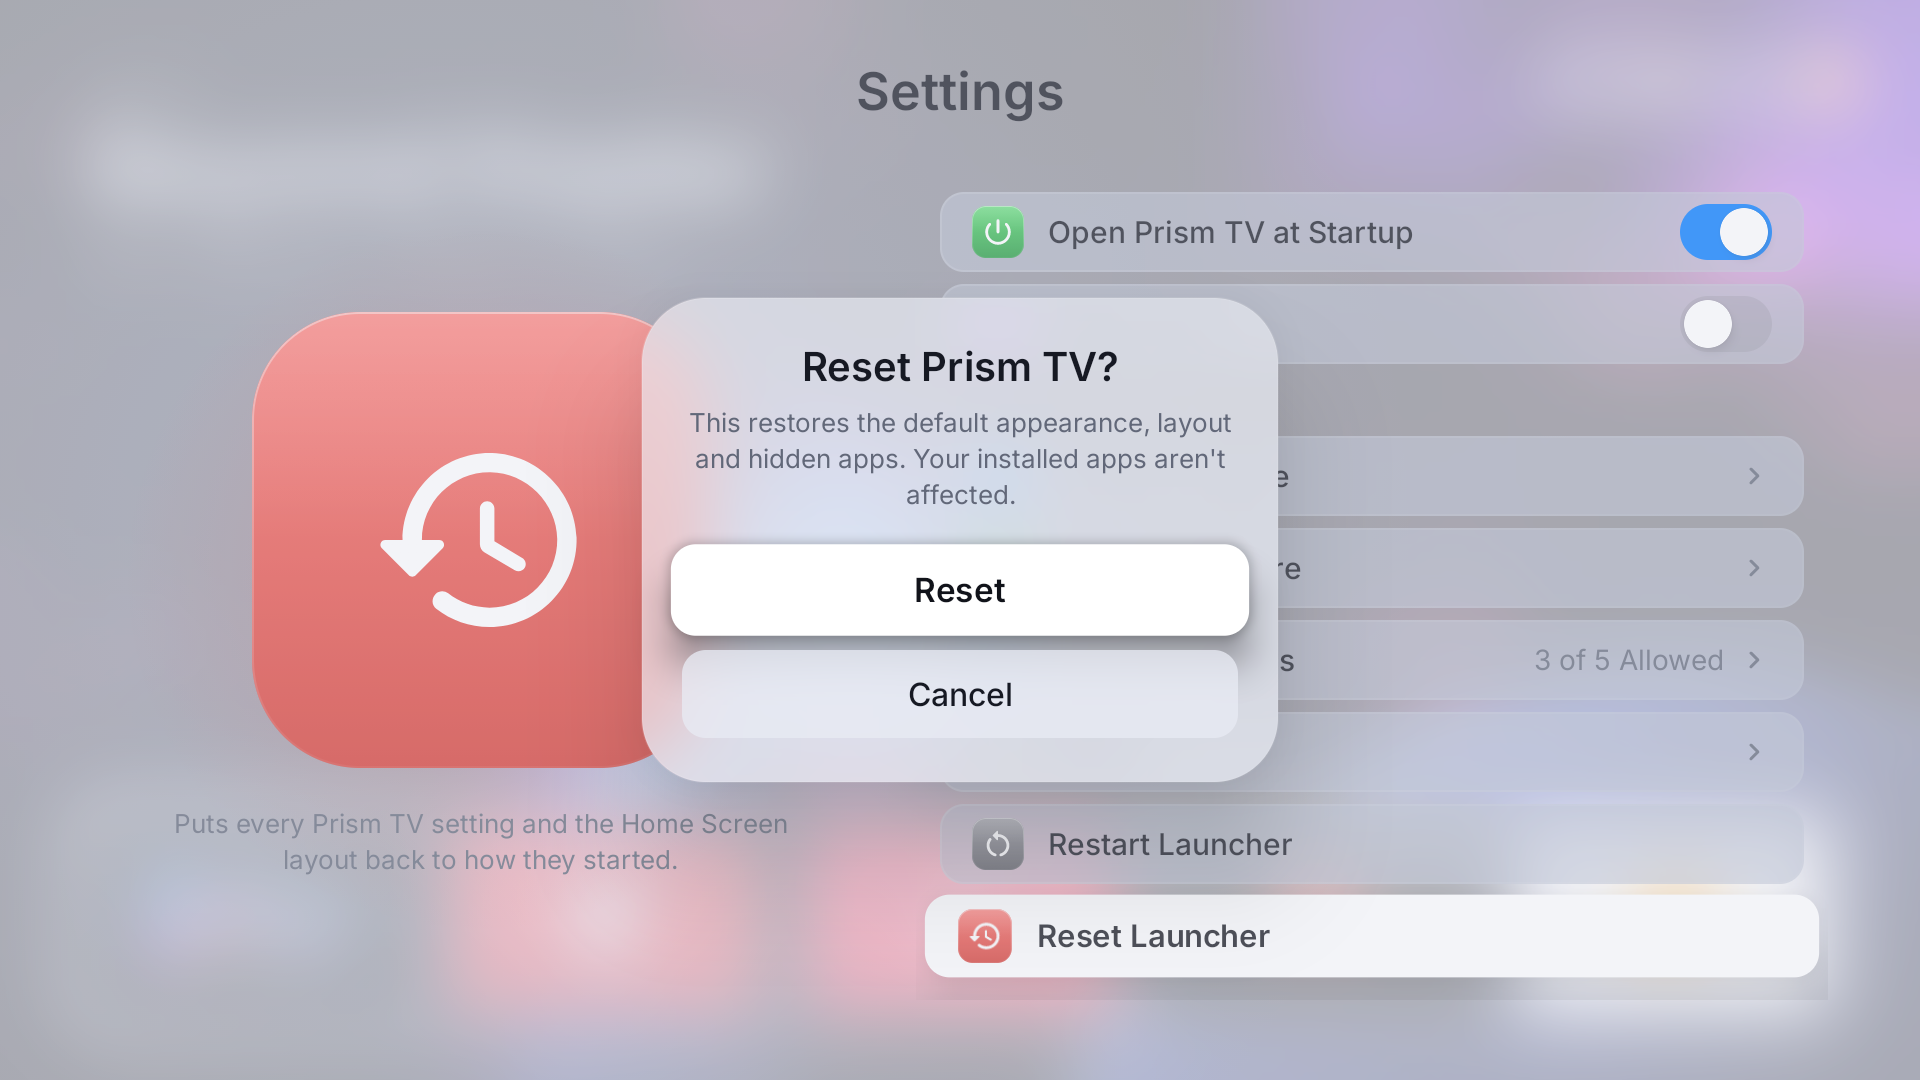 Settings
Open Prism TV at Startup
Reset Prism TV?
This restores the default appearance, layout
and hidden apps. Your installed apps aren't
affected.
Reset
Cancel
3 of 5 Allowed
Puts every Prism TV setting and the Home Screen
layout back to how they started.
Restart Launcher
Reset Launcher